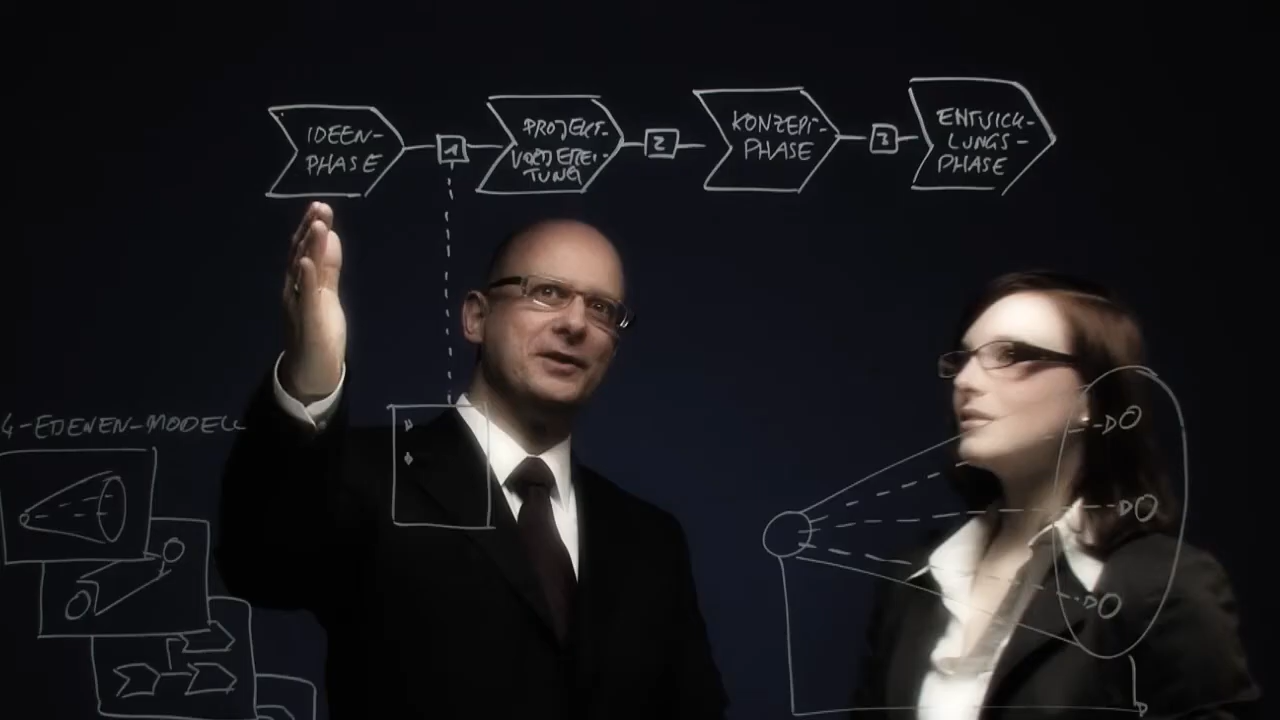 IDEEN-
PHASE
1
PROJEKT-
VORBEREI-
TUNG
2
KONZEPT-
PHASE
3
ENTWICK-
LUNGS-
PHASE
4-EBENEN-MODELL